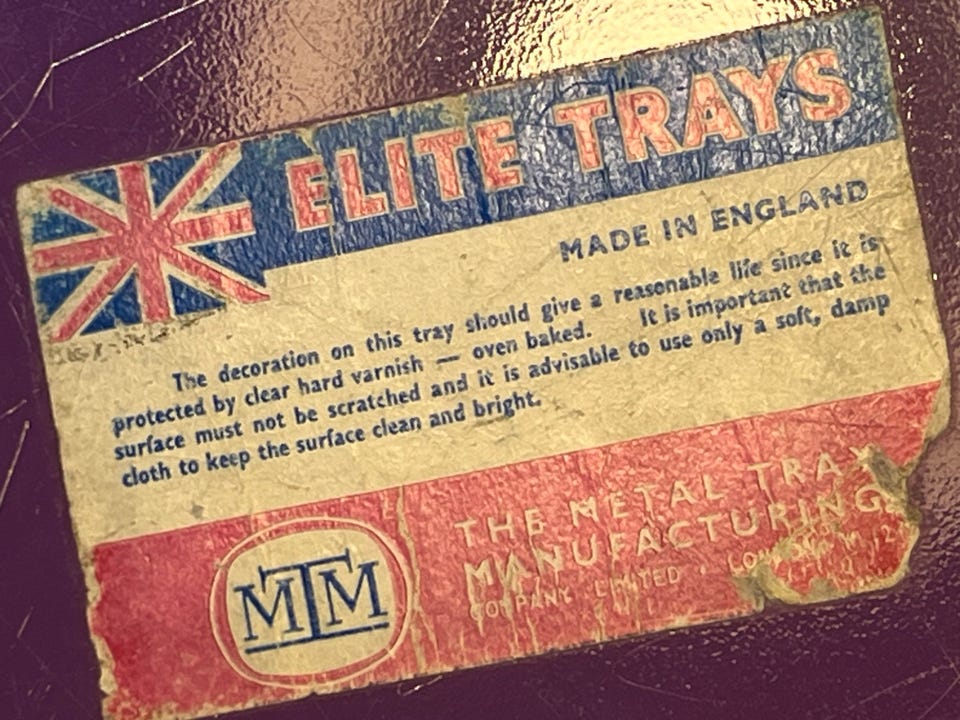 ELITE TRAYS
MADE IN ENGLAND
The decoration on this tray should give a reasonable life since it is
protected by clear hard varnish — oven baked. It is important that the
surface must not be scratched and it is advisable to use only a soft, damp
cloth to keep the surface clean and bright.
MTM
THE METAL TRAY
MANUFACTURING
COMPANY LIMITED